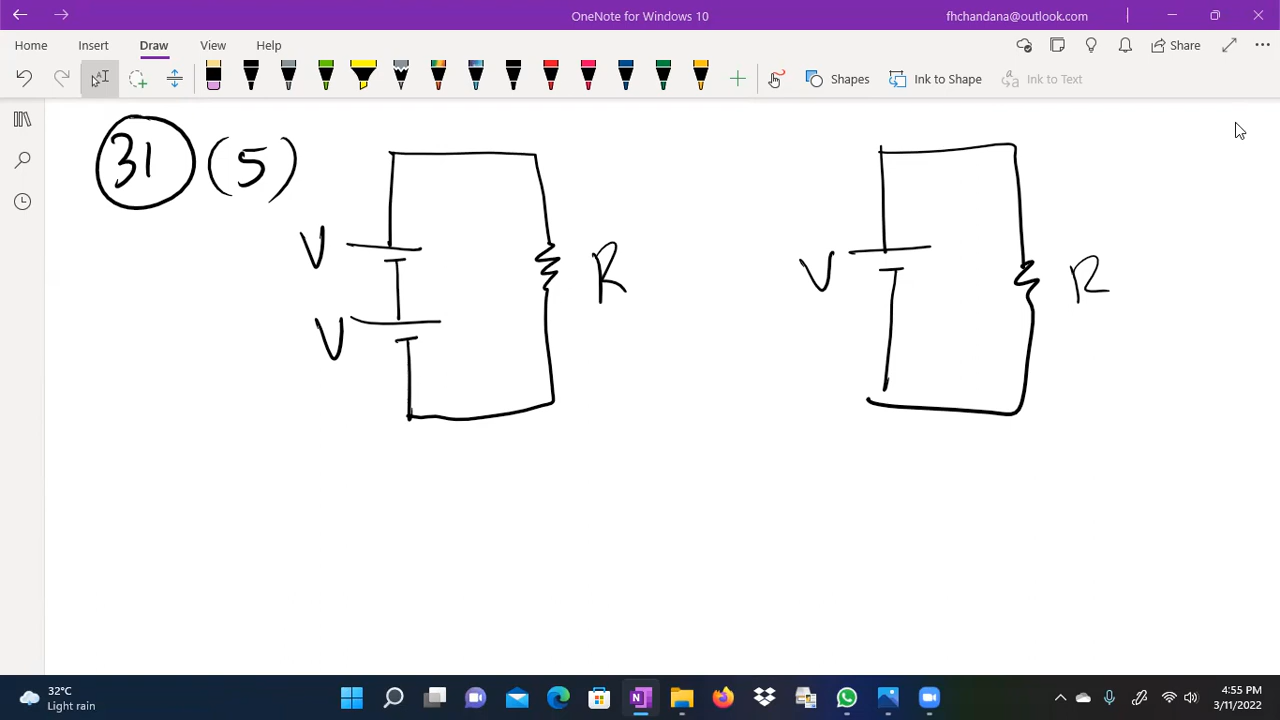 OneNote for Windows 10
fhchandana@outlook.com
Home Insert Draw View Help
Share
Shapes
Ink to Shape
Ink to Text
31 (5)
V
V
R
V
R
32°C
Light rain
4:55 PM
3/11/2022